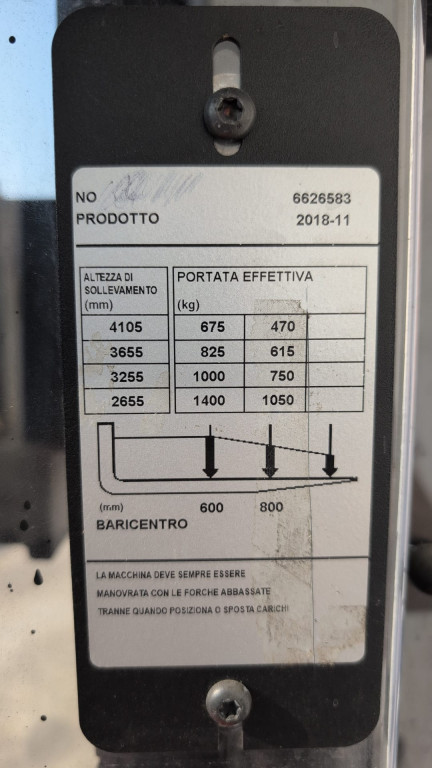 NO 6626583
PRODOTTO 2018-11
ALTEZZA DI
SOLLEVAMENTO
(mm)
PORTATA EFFETTIVA
(kg)
4105 675 470
3655 825 615
3255 1000 750
2655 1400 1050
(mm) 600 800
BARICENTRO
LA MACCHINA DEVE SEMPRE ESSERE
MANOVRATA CON LE FORCHE ABBASSATE
TRANNE QUANDO POSIZIONA O SPOSTA CARICHI